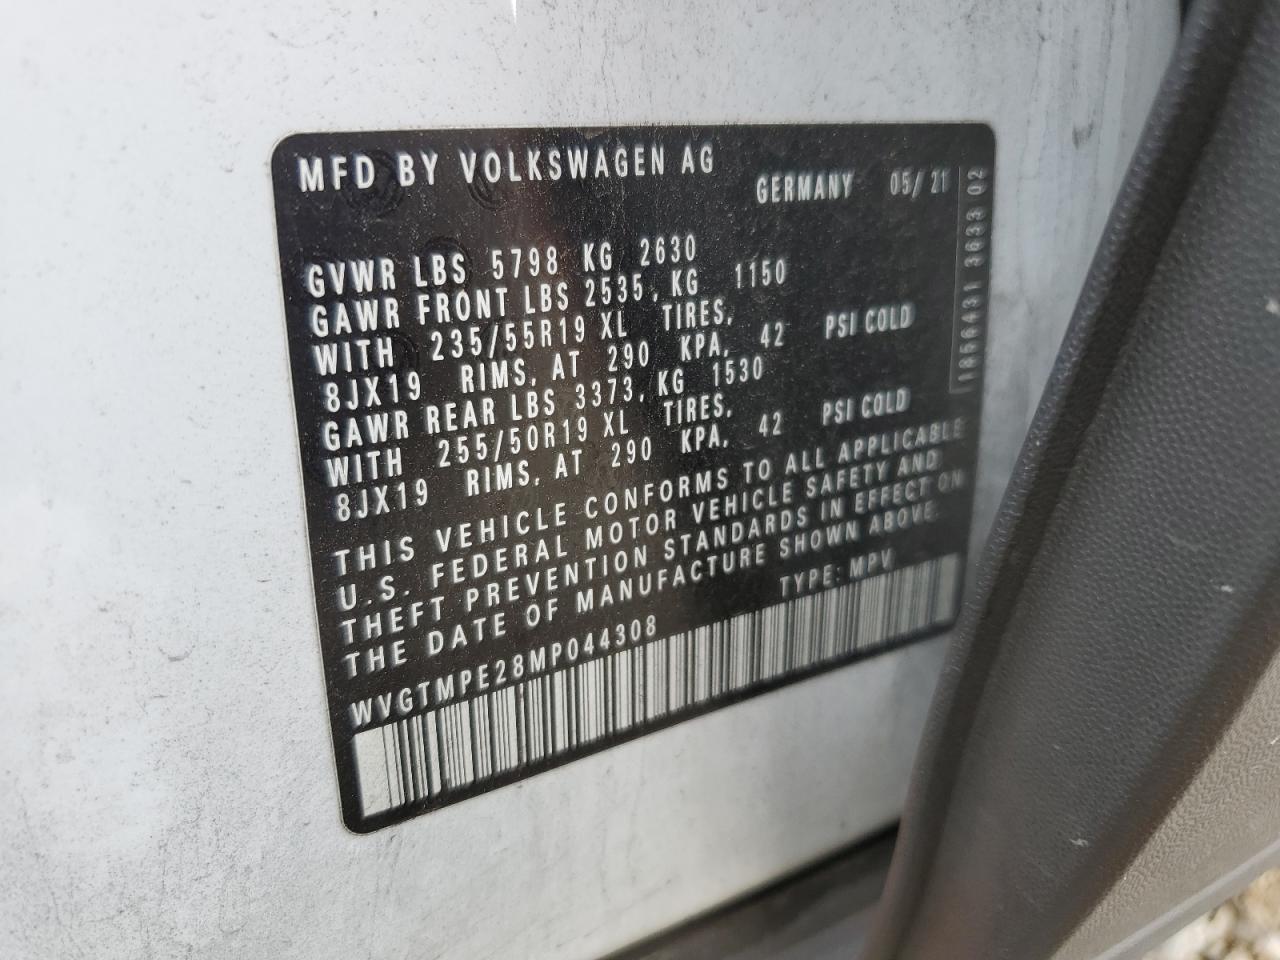 MFD BY VOLKSWAGEN AG
GERMANY 05/21
GVWR LBS 5798 KG 2630
GAWR FRONT LBS 2535, KG 1150
WITH 235/55R19 XL TIRES,
8JX19 RIMS, AT 290 KPA, 42 PSI COLD
GAWR REAR LBS 3373, KG 1530
WITH 255/50R19 XL TIRES,
8JX19 RIMS, AT 290 KPA, 42 PSI COLD
THIS VEHICLE CONFORMS TO ALL APPLICABLE
U.S. FEDERAL MOTOR VEHICLE SAFETY AND
THEFT PREVENTION STANDARDS IN EFFECT ON
THE DATE OF MANUFACTURE SHOWN ABOVE.
WVGTMPE28MP044308 TYPE: MPV
1856431 3633 02